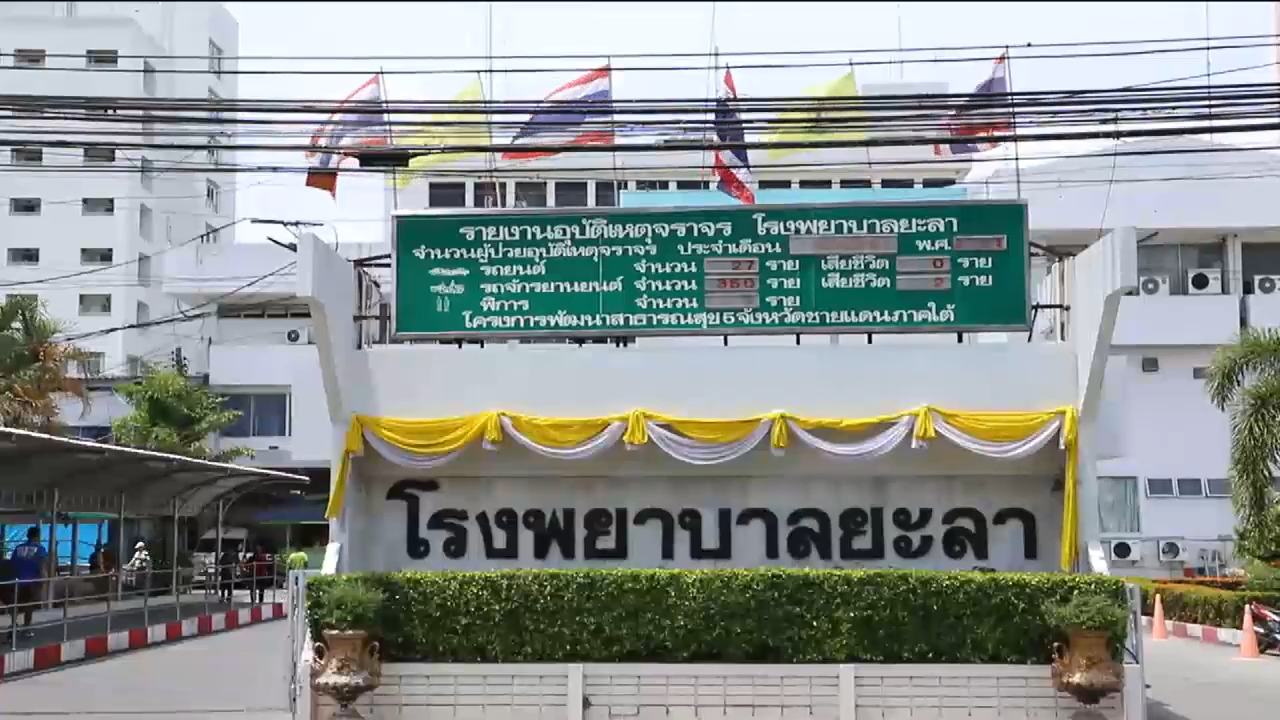 รายงานอุบัติเหตุจราจร โรงพยาบาลยะลา
จำนวนผู้ป่วยอุบัติเหตุจราจร ประจำเดือน พ.ศ.
รถยนต์ จำนวน 27 ราย เสียชีวิต 0 ราย
รถจักรยานยนต์ จำนวน 350 ราย เสียชีวิต 2 ราย
พิการ จำนวน ราย
โครงการพัฒนาสาธารณสุข5จังหวัดชายแดนภาคใต้
โรงพยาบาลยะลา